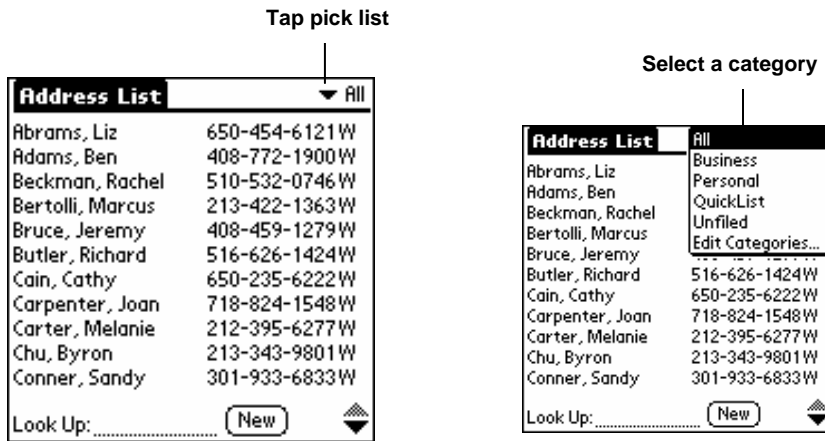 Tap pick list
Address List All
Abrams, Liz 650-454-6121W
Adams, Ben 408-772-1900W
Beckman, Rachel 510-532-0746W
Bertolli, Marcus 213-422-1363W
Bruce, Jeremy 408-459-1279W
Butler, Richard 516-626-1424W
Cain, Cathy 650-235-6222W
Carpenter, Joan 718-824-1548W
Carter, Melanie 212-395-6277W
Chu, Byron 213-343-9801W
Conner, Sandy 301-933-6833W
Look Up: New
Select a category
Address List
All
Business
Personal
QuickList
Unfiled
Edit Categories...
Abrams, Liz
Adams, Ben
Beckman, Rachel
Bertolli, Marcus
Bruce, Jeremy
Butler, Richard 516-626-1424W
Cain, Cathy 650-235-6222W
Carpenter, Joan 718-824-1548W
Carter, Melanie 212-395-6277W
Chu, Byron 213-343-9801W
Conner, Sandy 301-933-6833W
Look Up: New